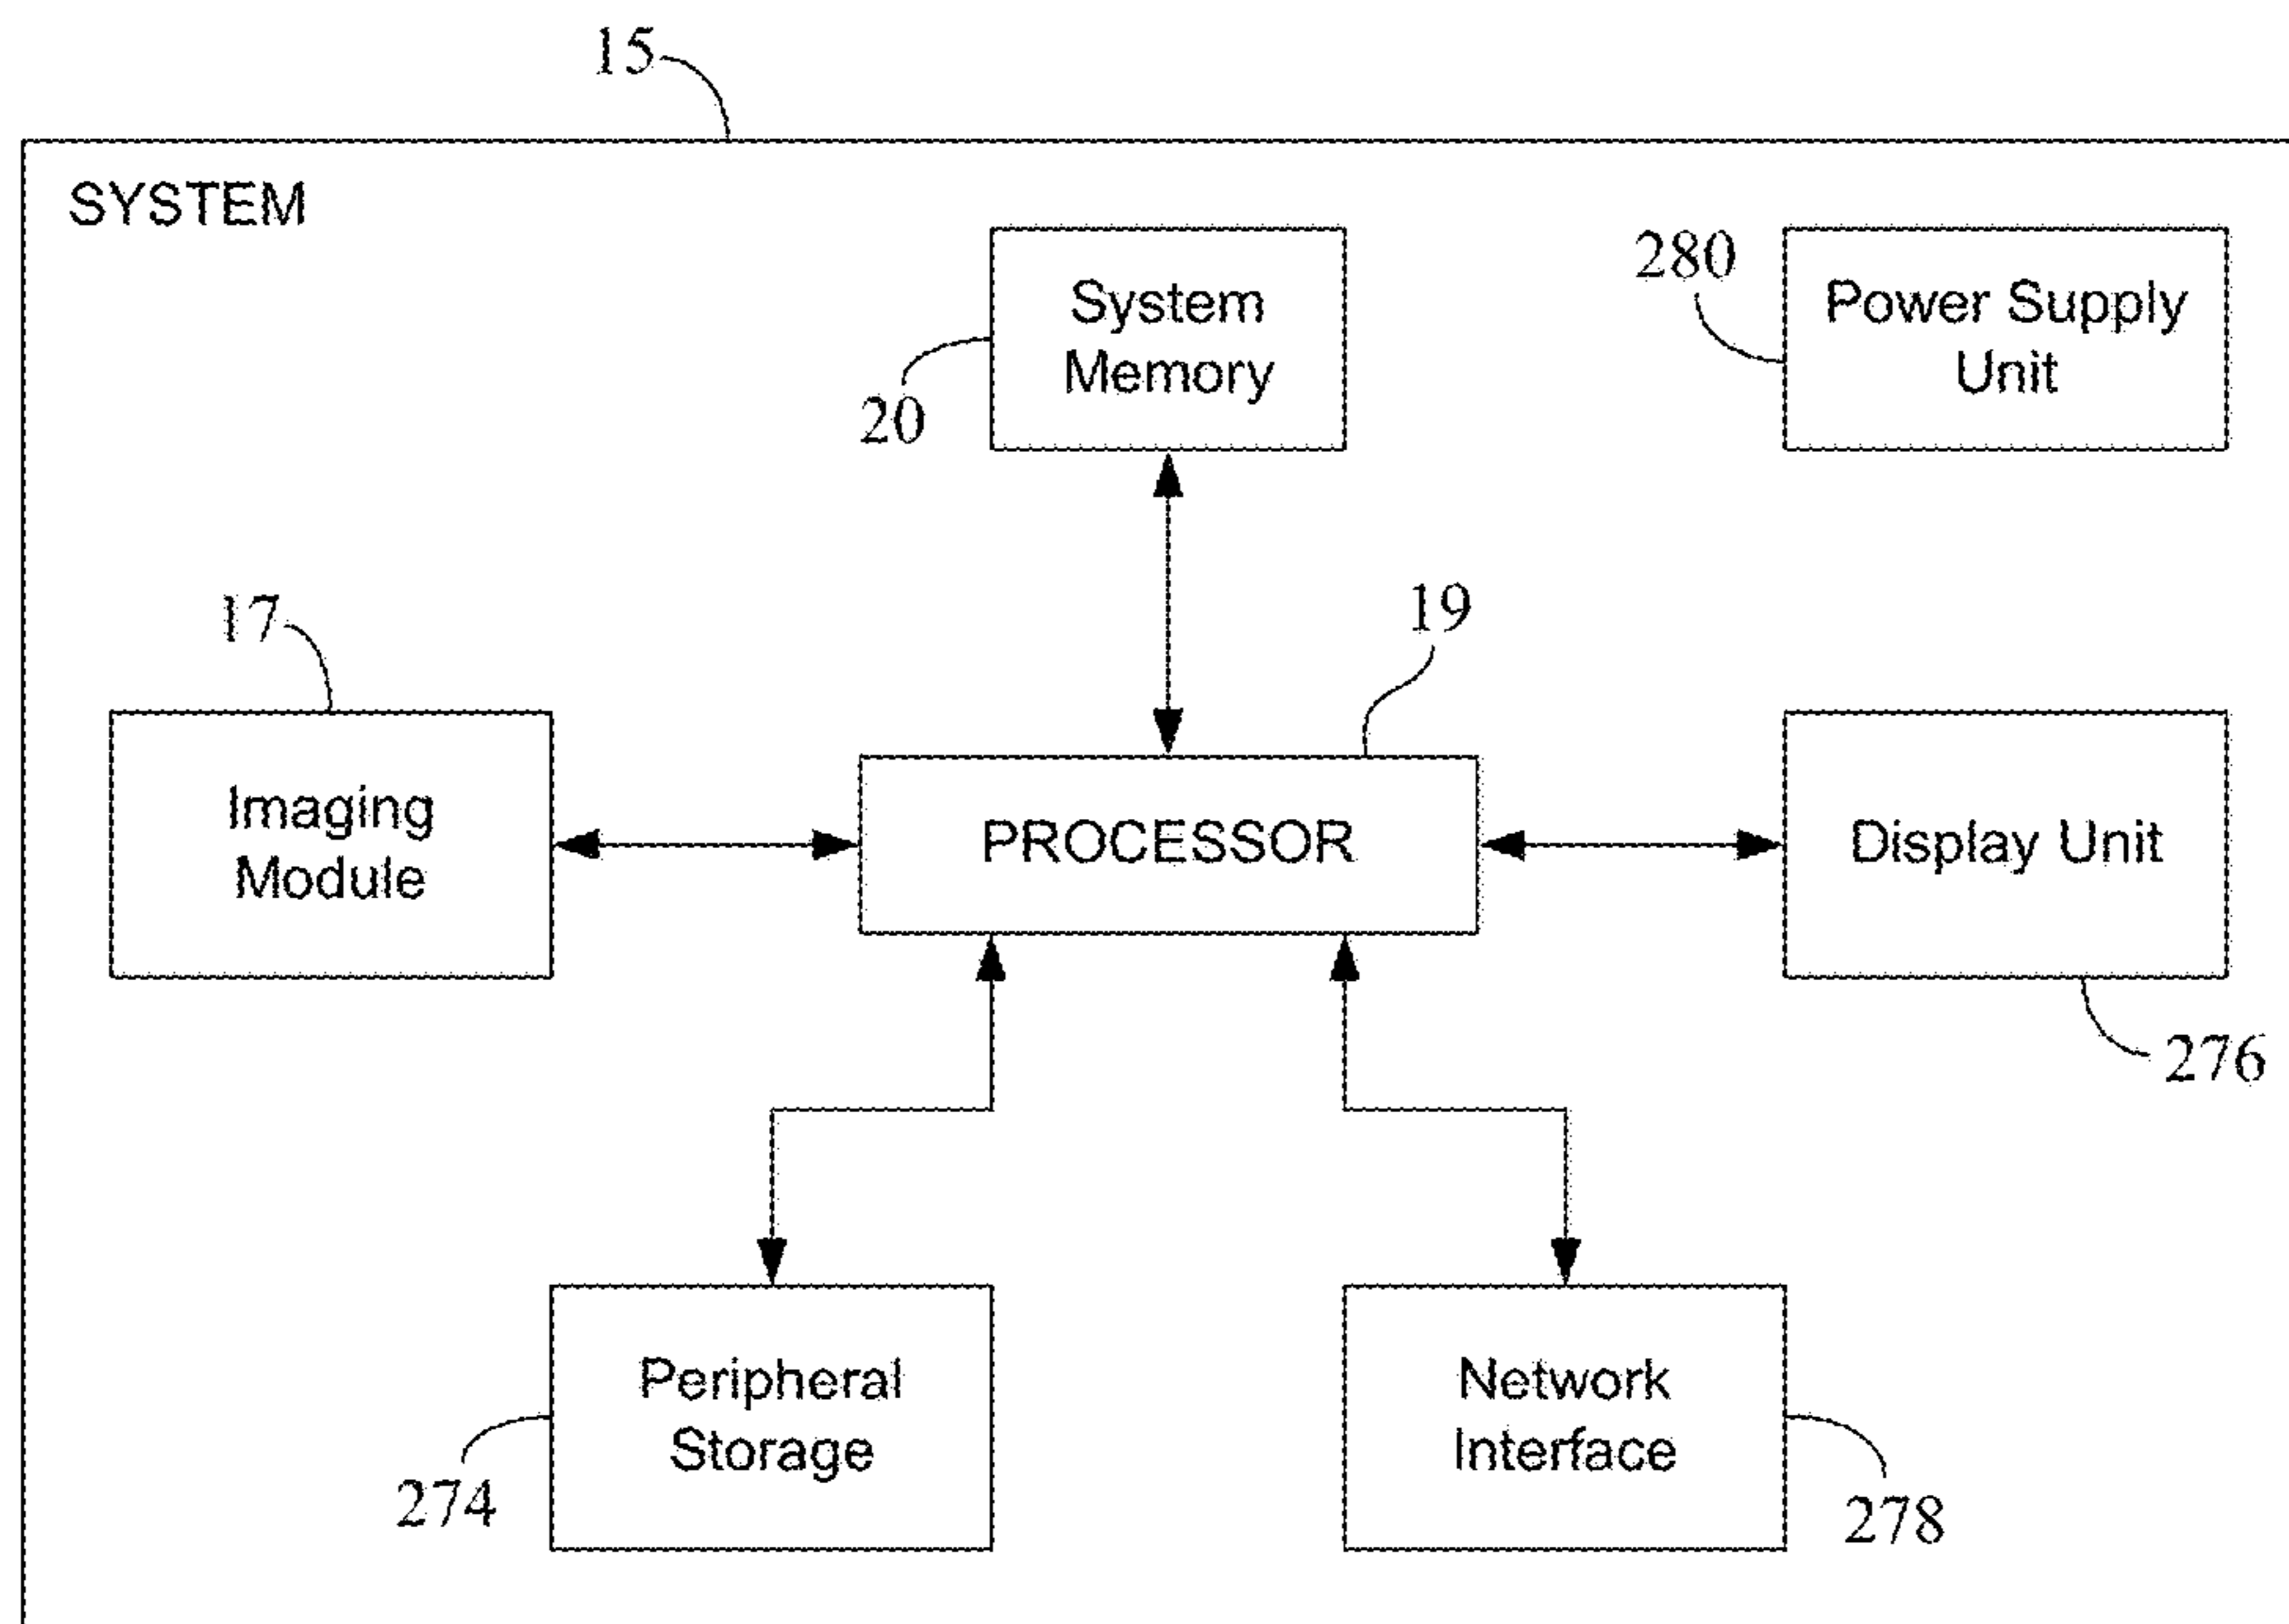 15
SYSTEM
System
Memory
20
280
Power Supply
Unit
17
19
Imaging
Module
PROCESSOR
Display Unit
276
Peripheral
Storage
274
Network
Interface
278